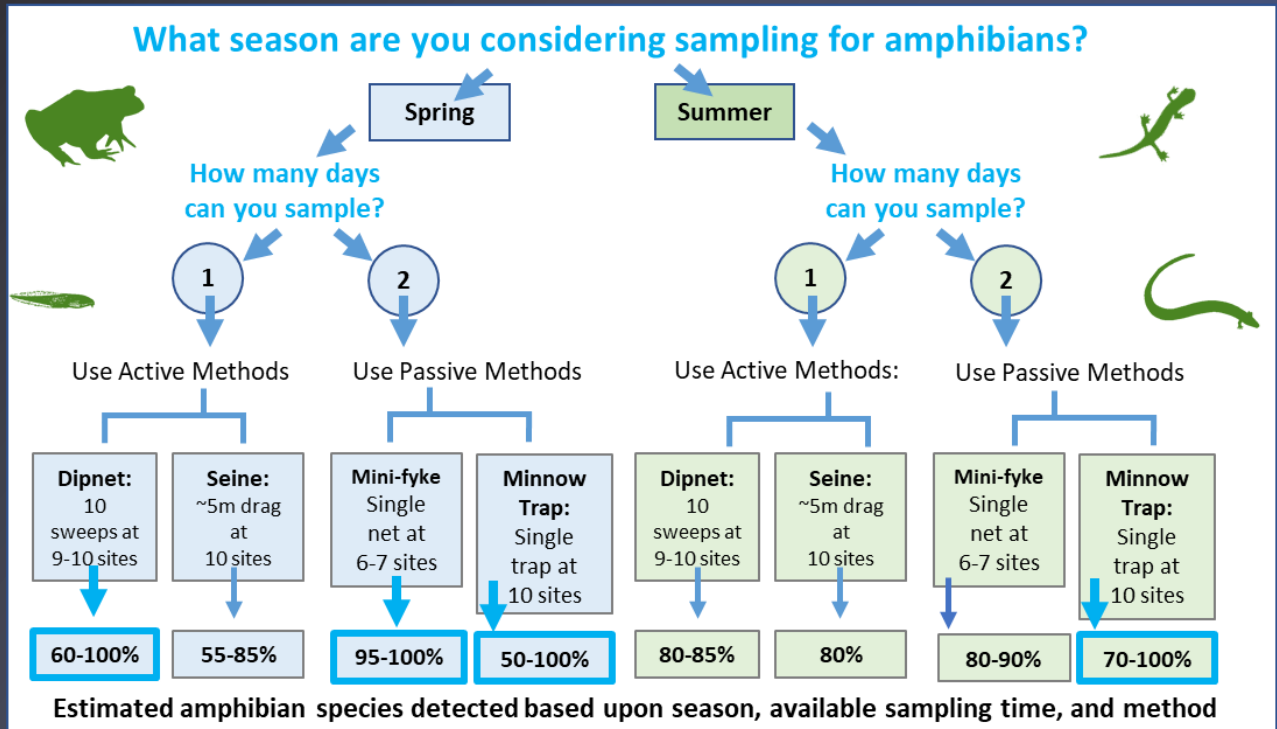 What season are you considering sampling for amphibians?
Spring
Summer
How many days
can you sample?
How many days
can you sample?
1
2
1
2
Use Active Methods
Use Passive Methods
Use Active Methods:
Use Passive Methods
Dipnet:
10
sweeps at
9-10 sites
Seine:
~5m drag
at
10 sites
Mini-fyke
Single
net at
6-7 sites
Minnow
Trap:
Single
trap at
10 sites
Dipnet:
10
sweeps at
9-10 sites
Seine:
~5m drag
at
10 sites
Mini-fyke
Single
net at
6-7 sites
Minnow
Trap:
Single
trap at
10 sites
60-100%
55-85%
95-100%
50-100%
80-85%
80%
80-90%
70-100%
Estimated amphibian species detected based upon season, available sampling time, and method